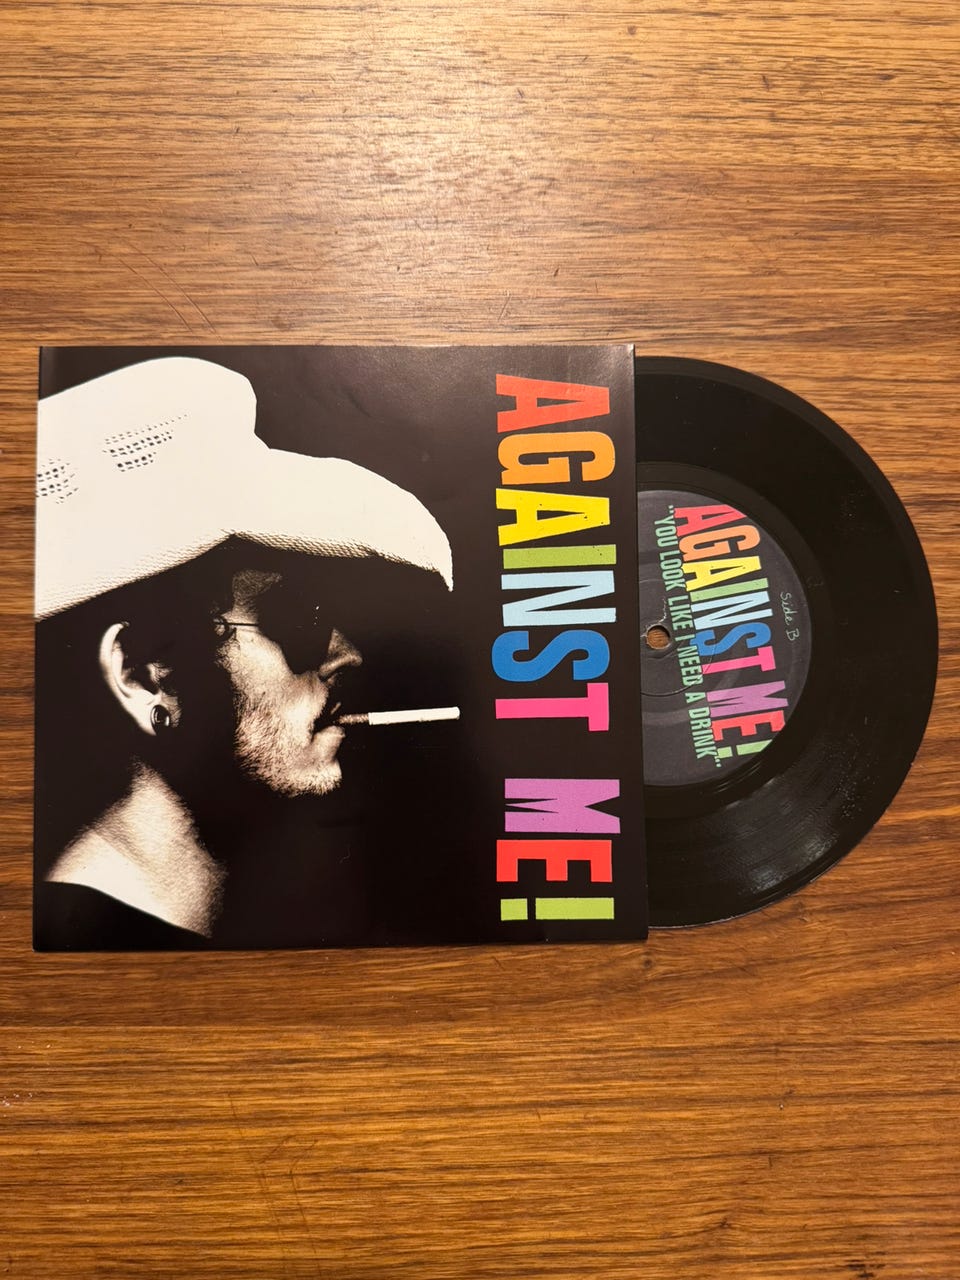 AGAINST ME!
Side B
AGAINST ME!
"YOU LOOK LIKE I NEED A DRINK"